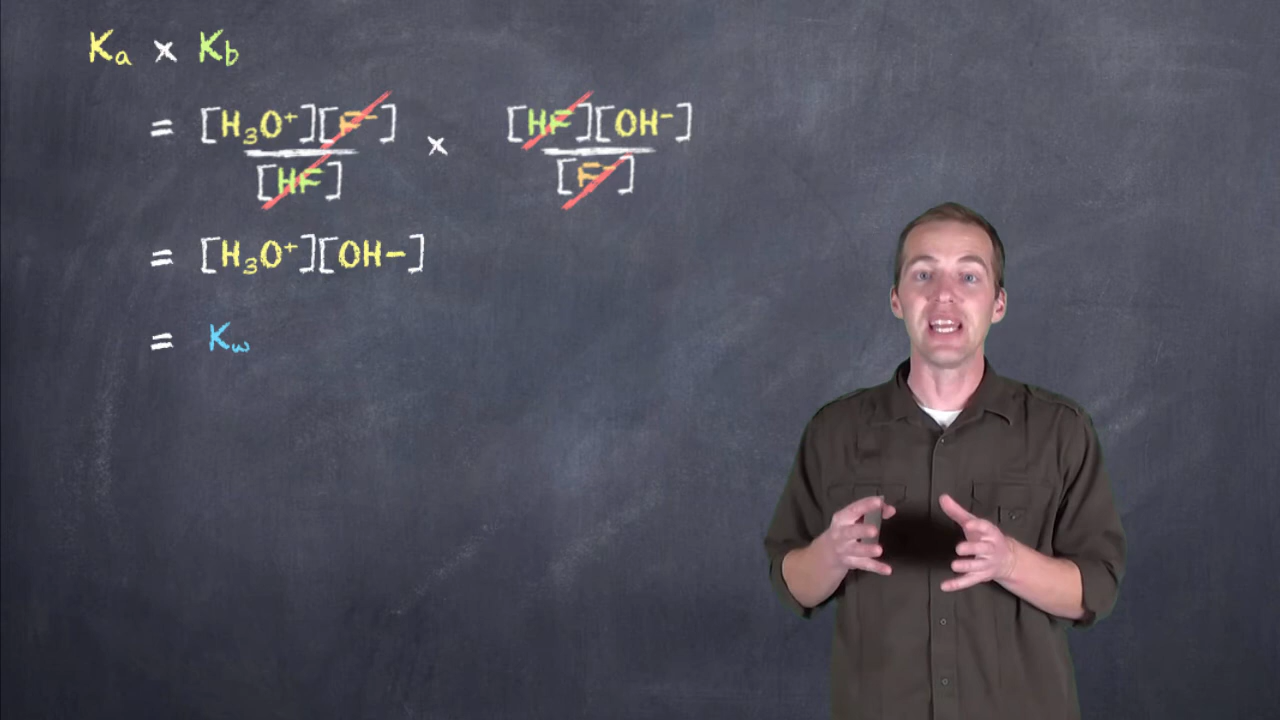 Ka × Kb
= [H₃O⁺][F⁻] × [HF][OH⁻]
[HF] [F⁻]
= [H₃O⁺][OH-]
= Kw